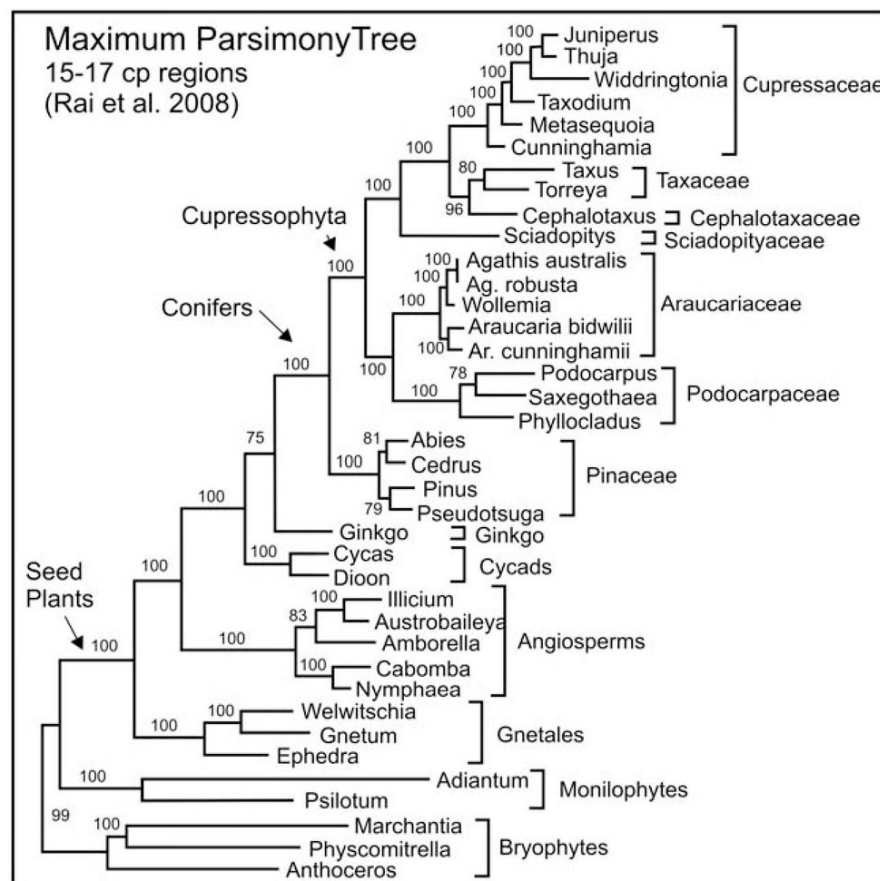 Maximum ParsimonyTree
15-17 cp regions
(Rai et al. 2008)
100 Juniperus
Thuja
100
Widdringtonia
Cupressaceae
100
Taxodium
100
Metasequoia
100
Cunninghamia
100
80 Taxus
Torreya
Taxaceae
96
Cephalotaxus
Cephalotaxaceae
100
Sciadopitys
Sciadopityaceae
Cupressophyta
100
100 Agathis australis
100
Ag. robusta
Wollemia
Araucariaceae
Araucaria bidwilii
100 Ar. cunninghamii
100
Conifers
100
78 Podocarpus
100
Saxegothaea
Podocarpaceae
Phyllocladus
81 Abies
100
Cedrus
Pinaceae
Pinus
79 Pseudotsuga
75
Ginkgo
Ginkgo
100
100
Cycas
Dioon
Cycads
Seed
Plants
100
100 Illicium
83
Austrobaileya
Amborella
Angiosperms
100
100
Cabomba
Nymphaea
100
100
100 Welwitschia
Gnetum
Gnetales
Ephedra
100
Adiantum
Monilophytes
Psilotum
99
100 Marchantia
Physcomitrella
Bryophytes
Anthoceros